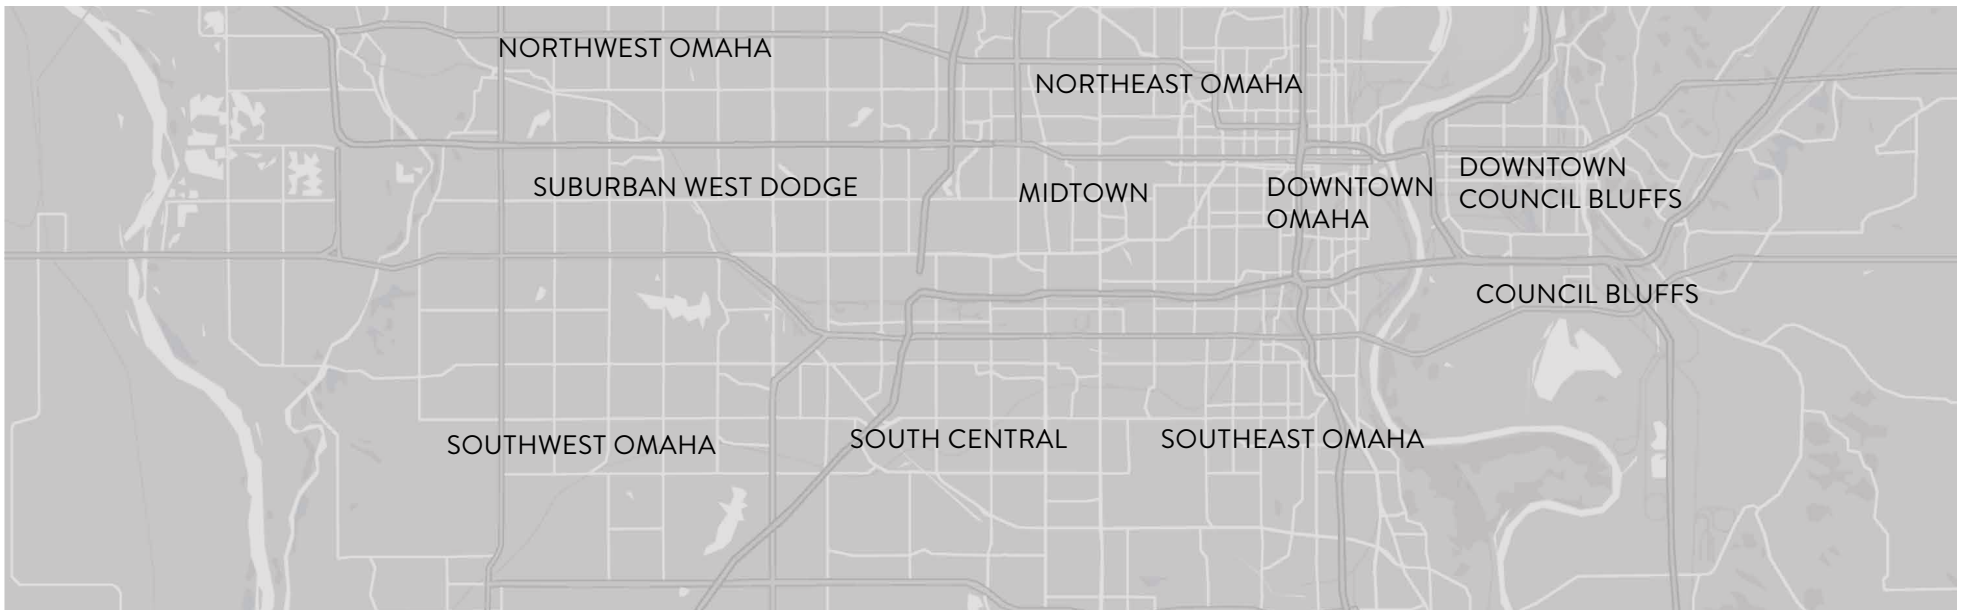 NORTHWEST OMAHA
NORTHEAST OMAHA
SUBURBAN WEST DODGE
MIDTOWN
DOWNTOWN
OMAHA
DOWNTOWN
COUNCIL BLUFFS
COUNCIL BLUFFS
SOUTHWEST OMAHA
SOUTH CENTRAL
SOUTHEAST OMAHA